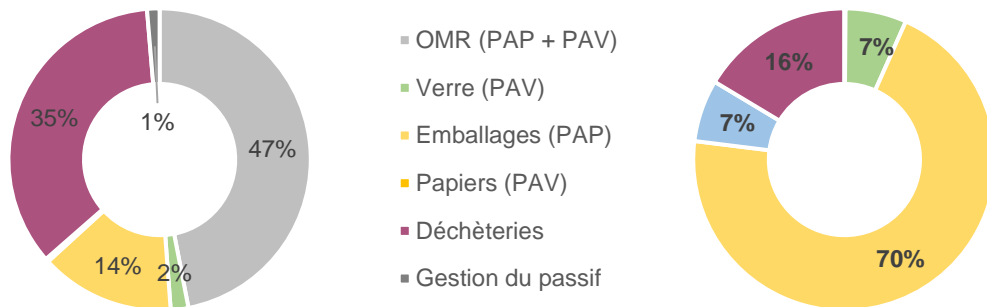 35%
1%
47%
14%
2%
OMR (PAP + PAV)
Verre (PAV)
Emballages (PAP)
Papiers (PAV)
Déchèteries
Gestion du passif
16%
7%
7%
70%